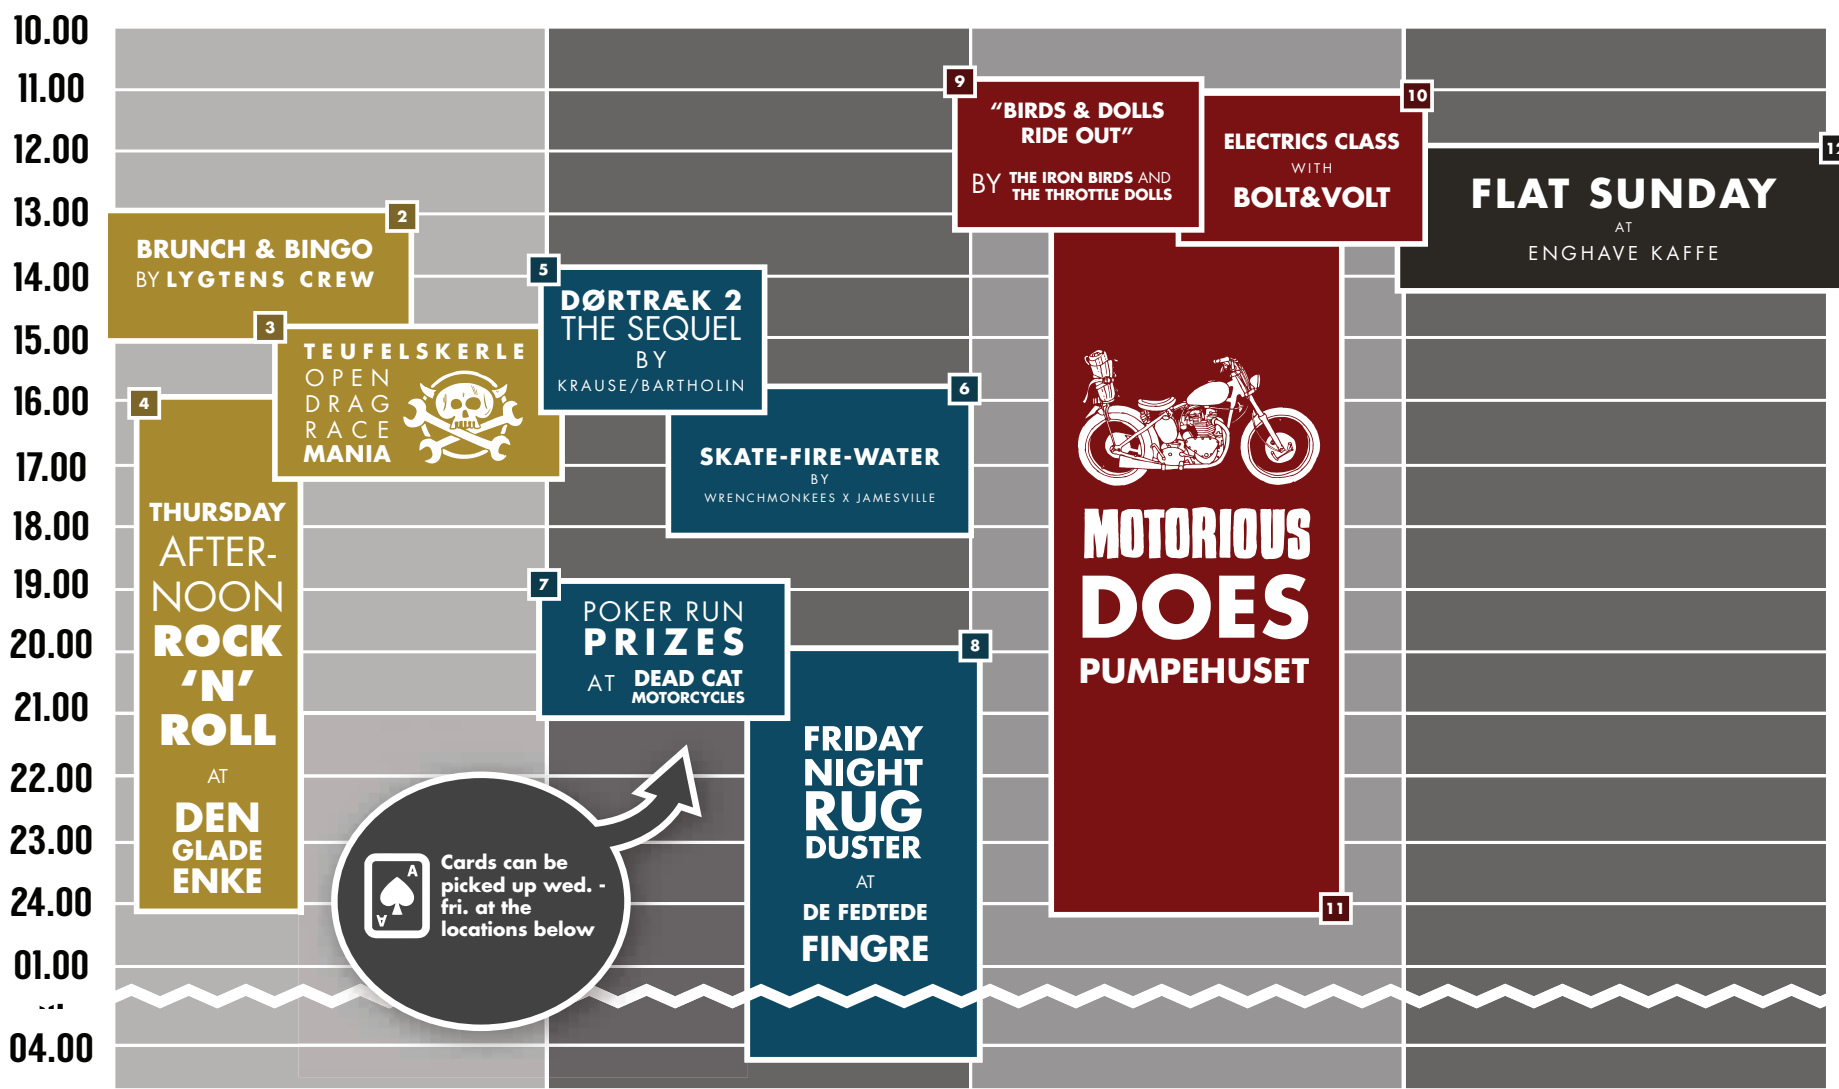 10.00
11.00
12.00
13.00
14.00
15.00
16.00
17.00
18.00
19.00
20.00
21.00
22.00
23.00
24.00
01.00
04.00
2
BRUNCH & BINGO
BY LYGTENS CREW
3
TEUFELSKERLE
OPEN
DRAG
RACE
MANIA
4
THURSDAY
AFTER-
NOON
ROCK
‘N’
ROLL
AT
DEN
GLADE
ENKE
5
DØRTRÆK 2
THE SEQUEL
BY
KRAUSE/BARTHOLIN
6
SKATE-FIRE-WATER
BY
WRENCHMONKEES X JAMESVILLE
7
POKER RUN
PRIZES
AT DEAD CAT
MOTORCYCLES
8
FRIDAY
NIGHT
RUG
DUSTER
AT
DE FEDTEDE
FINGRE
A
A
Cards can be
picked up wed. -
fri. at the
locations below
9
“BIRDS & DOLLS
RIDE OUT”
BY THE IRON BIRDS AND
THE THROTTLE DOLLS
10
ELECTRICS CLASS
WITH
BOLT&VOLT
MOTORIOUS
DOES
PUMPEHUSET
11
12
FLAT SUNDAY
AT
ENGHAVE KAFFE